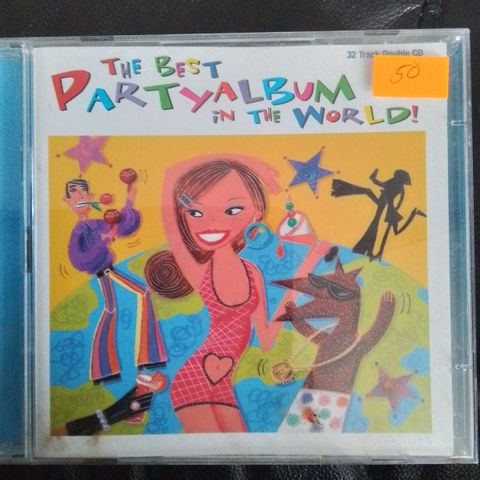 32 Track Double CD
THE BEST
PARTYALBUM
IN THE WORLD!
50